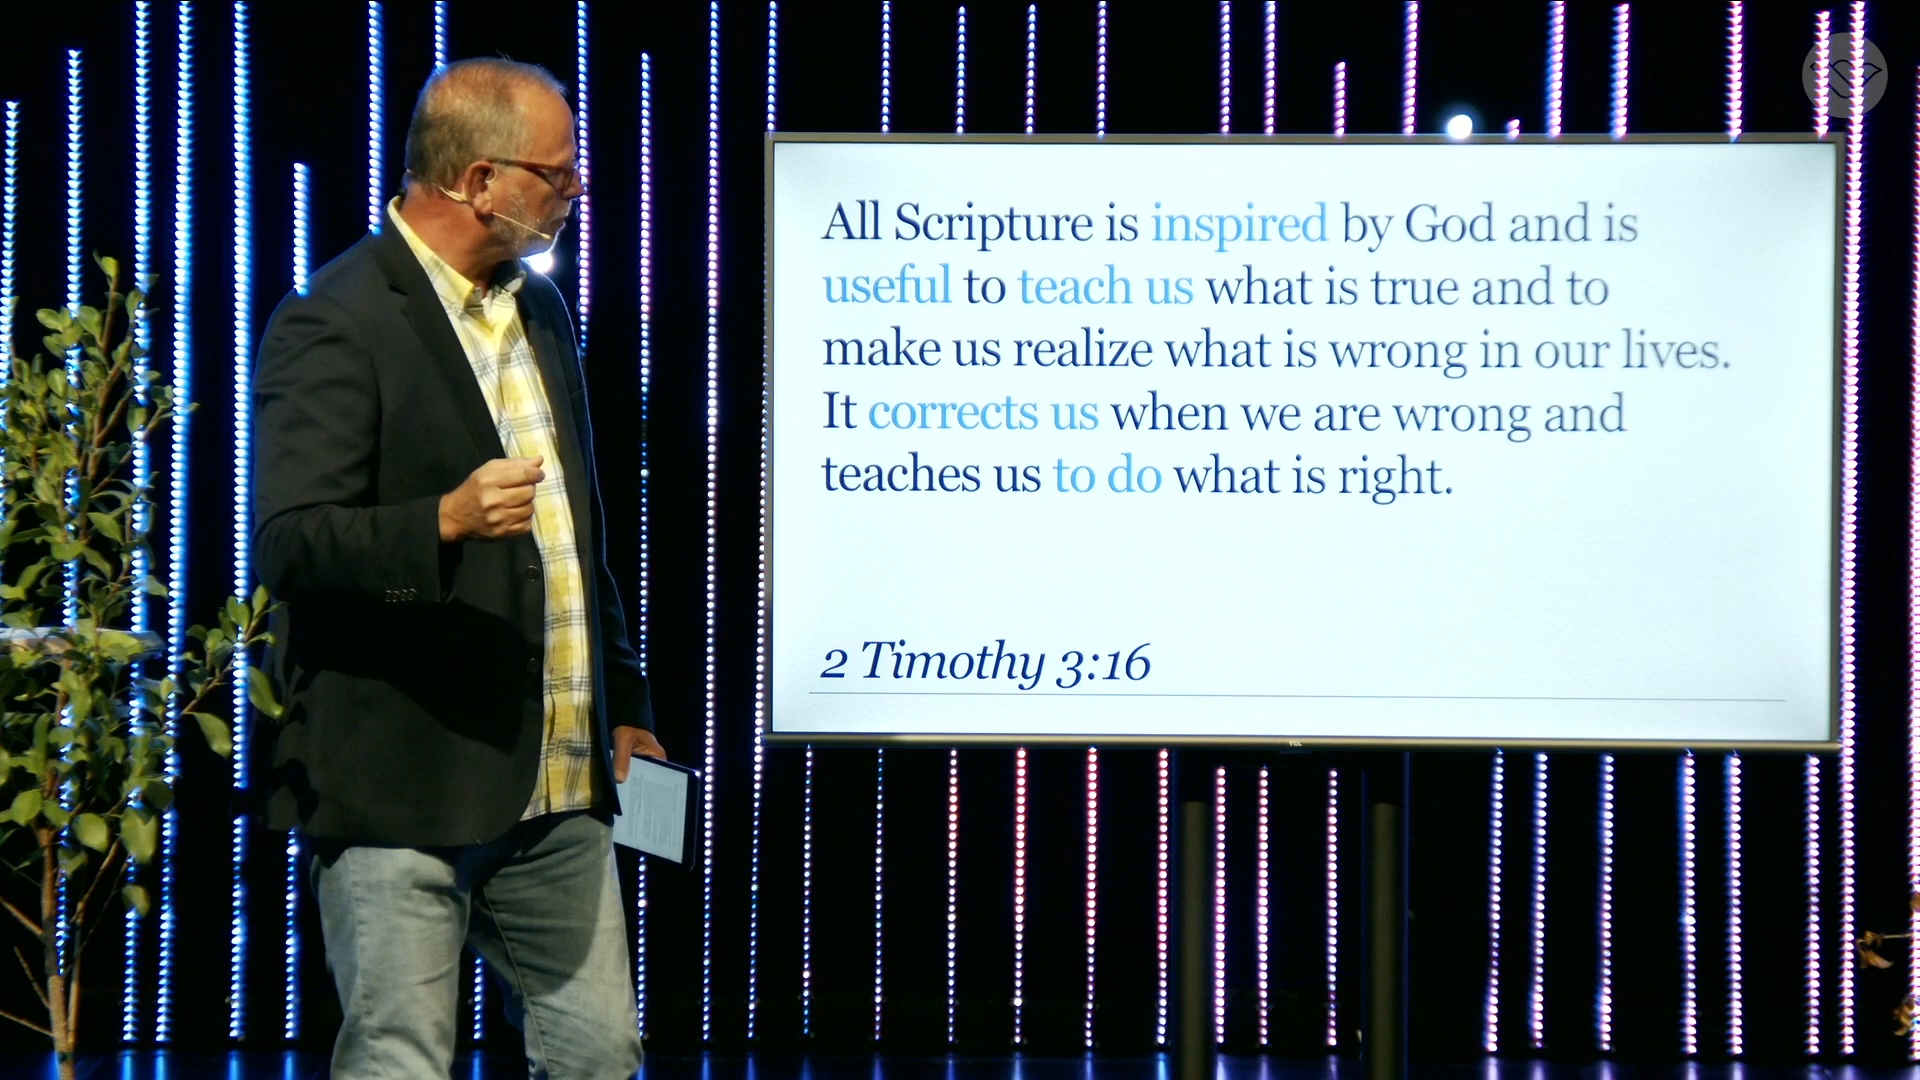 All Scripture is inspired by God and is
useful to teach us what is true and to
make us realize what is wrong in our lives.
It corrects us when we are wrong and
teaches us to do what is right.
2 Timothy 3:16
TCL